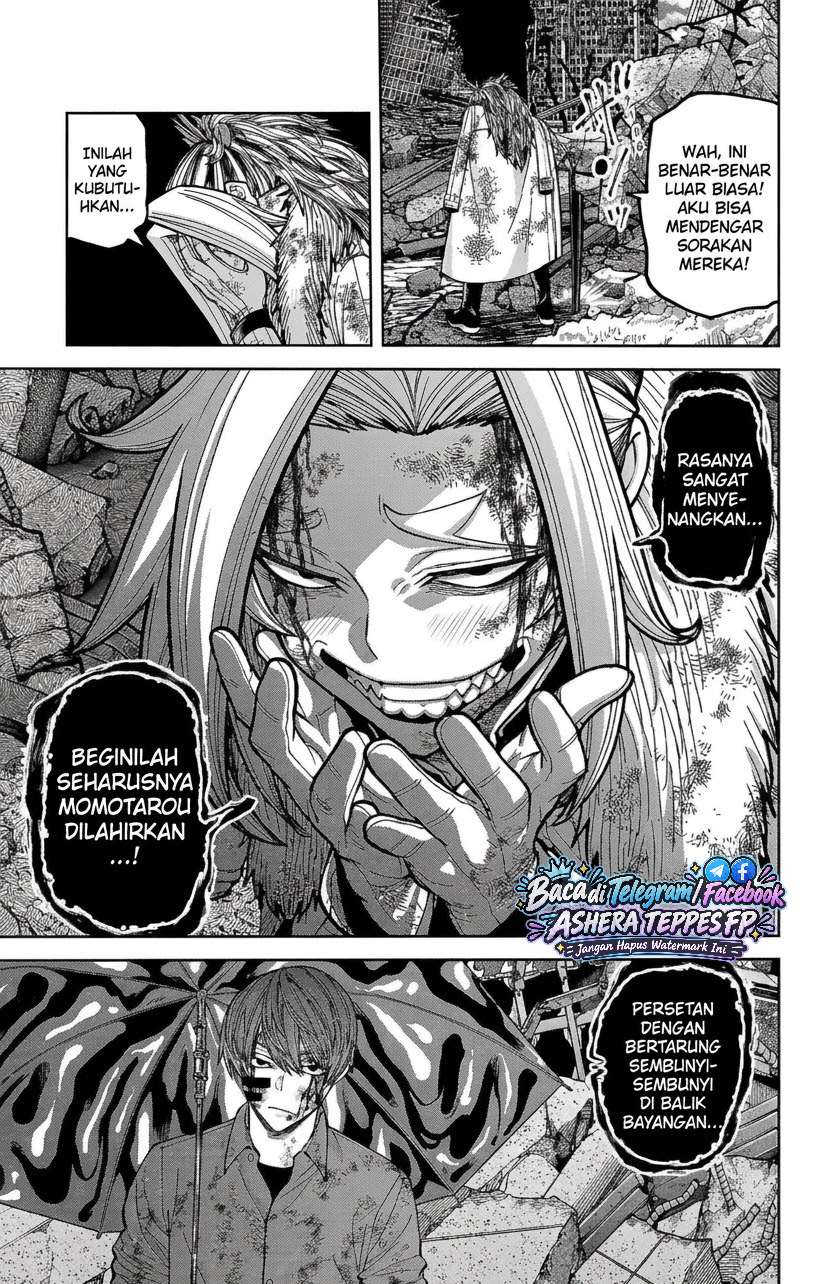 WAH, INI
BENAR-BENAR
LUAR BIASA!
AKU BISA
MENDENGAR
SORAKAN
MEREKA!
INILAH
YANG
KUBUTU-
HKAN...
RASANYA
SANGAT
MENYE-
NANGKAN...
BEGINILAH
SEHARUSNYA
MOMOTAROU
DILAHIRKAN
...!
Baca di Telegram/Facebook
ASHERA TEPPES FP
Jangan Hapus Watermark Ini
PERSETAN
DENGAN
BERTARUNG
SEMBUNYI-
SEMBUNYI
DI BALIK
BAYANGAN...